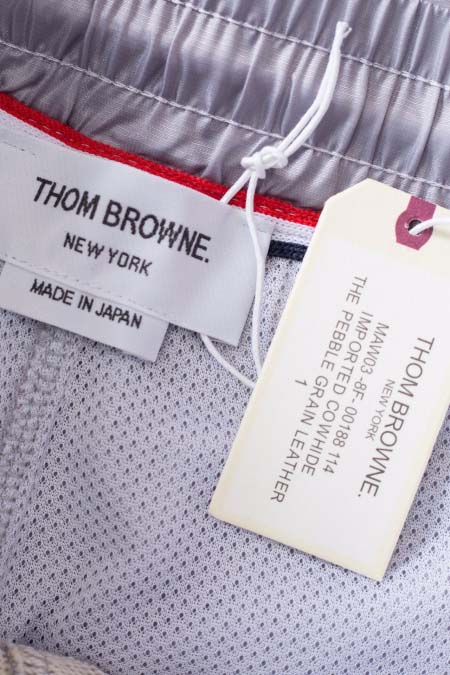 THOM BROWNE.
NEW YORK
MADE IN JAPAN
THOM BROWNE.
NEW YORK
MAW03-8F- 00188 114
IMPORTED COWHIDE
THE PEBBLE GRAIN LEATHER
1